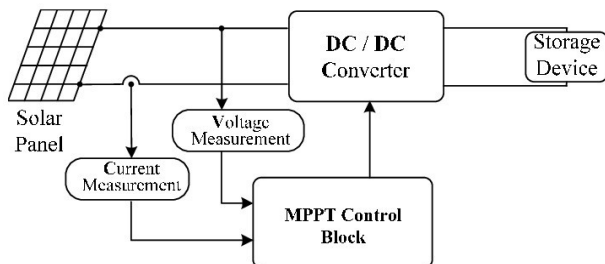 DC / DC
Converter
Storage
Device
Solar
Panel
Voltage
Measurement
Current
Measurement
MPPT Control
Block